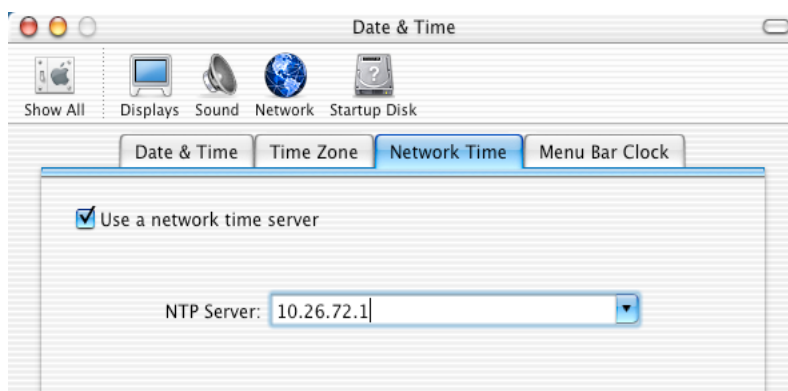 Date & Time
Show All Displays Sound Network Startup Disk
Date & Time Time Zone Network Time Menu Bar Clock
Use a network time server
NTP Server: 10.26.72.1